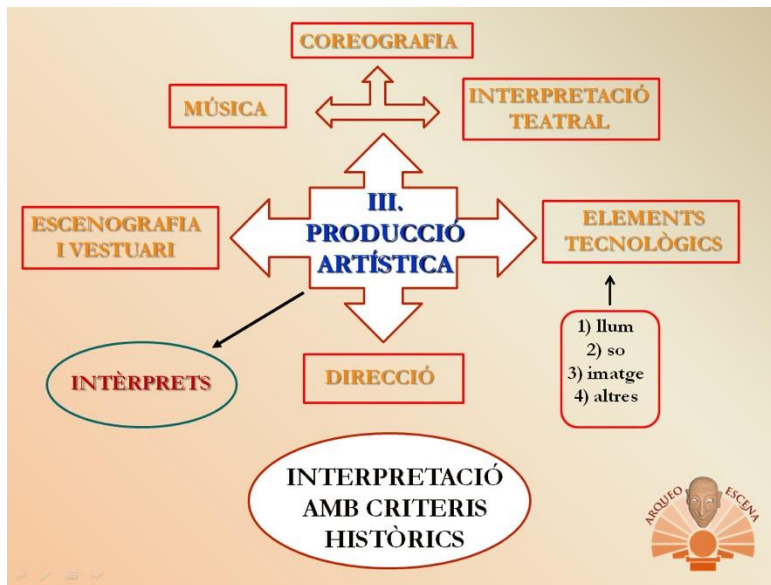 COREOGRAFIA
MÚSICA
INTERPRETACIÓ
TEATRAL
III.
PRODUCCIÓ
ARTÍSTICA
ESCENOGRAFIA
I VESTUARI
ELEMENTS
TECNOLÒGICS
1) llum
2) so
3) imatge
4) altres
INTÈRPRETS
DIRECCIÓ
INTERPRETACIÓ
AMB CRITERIS
HISTÒRICS
ARQUEO ESCENA